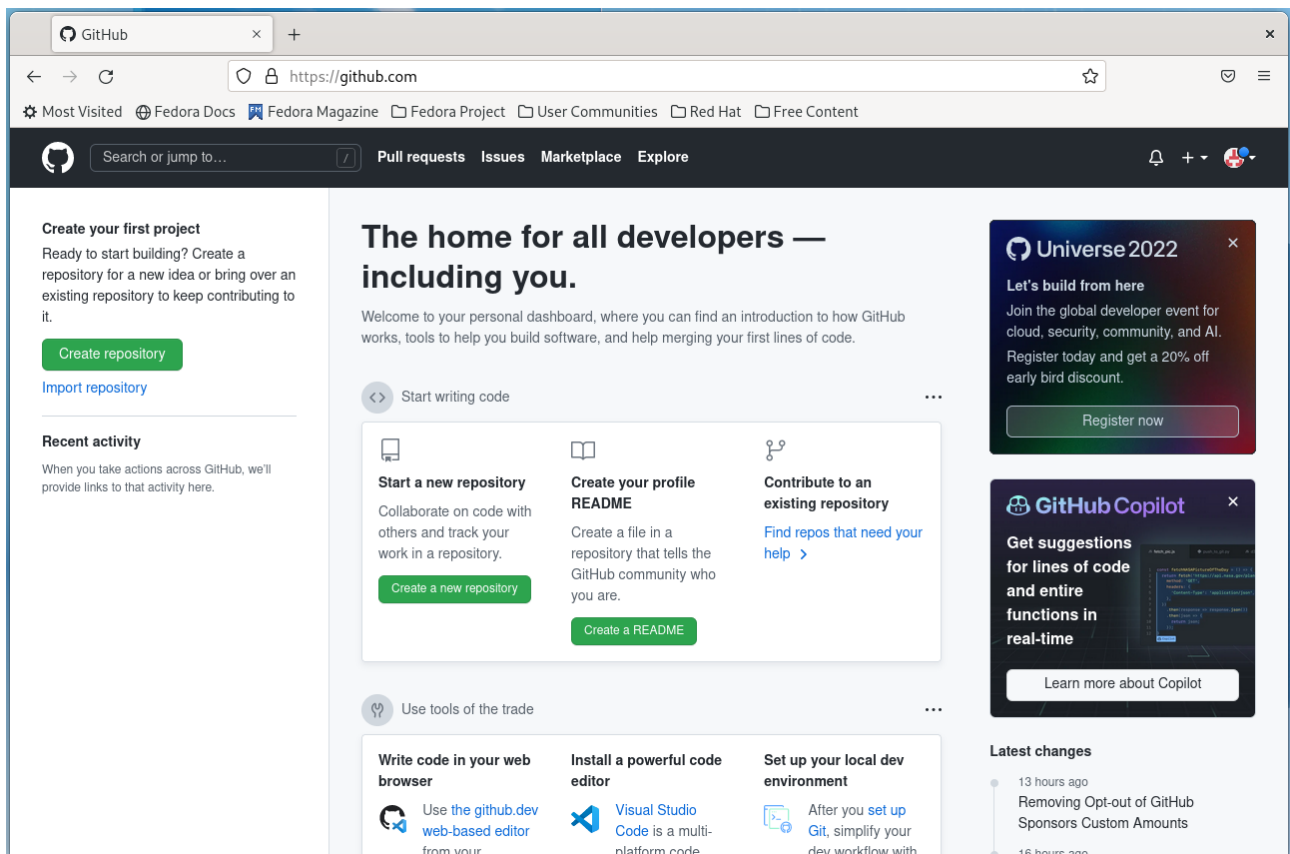 GitHub
https://github.com
Most Visited Fedora Docs Fedora Magazine Fedora Project User Communities Red Hat Free Content
Search or jump to… / Pull requests Issues Marketplace Explore
Create your first project
Ready to start building? Create a
repository for a new idea or bring over an
existing repository to keep contributing to
it.
Create repository
Import repository
Recent activity
When you take actions across GitHub, we'll
provide links to that activity here.
The home for all developers —
including you.
Welcome to your personal dashboard, where you can find an introduction to how GitHub
works, tools to help you build software, and help merging your first lines of code.
Start writing code
Start a new repository
Collaborate on code with
others and track your
work in a repository.
Create a new repository
Create your profile
README
Create a file in a
repository that tells the
GitHub community who
you are.
Create a README
Contribute to an
existing repository
Find repos that need your
help
Use tools of the trade
Write code in your web
browser
Use the github.dev
web-based editor
from your
Install a powerful code
editor
Visual Studio
Code is a multi-
platform code
Set up your local dev
environment
After you set up
Git, simplify your
dev workflow with
Universe 2022
Let's build from here
Join the global developer event for
cloud, security, community, and AI.
Register today and get a 20% off
early bird discount.
Register now
GitHub Copilot
Get suggestions
for lines of code
and entire
functions in
real-time
Learn more about Copilot
Latest changes
13 hours ago
Removing Opt-out of GitHub
Sponsors Custom Amounts
16 hours ago